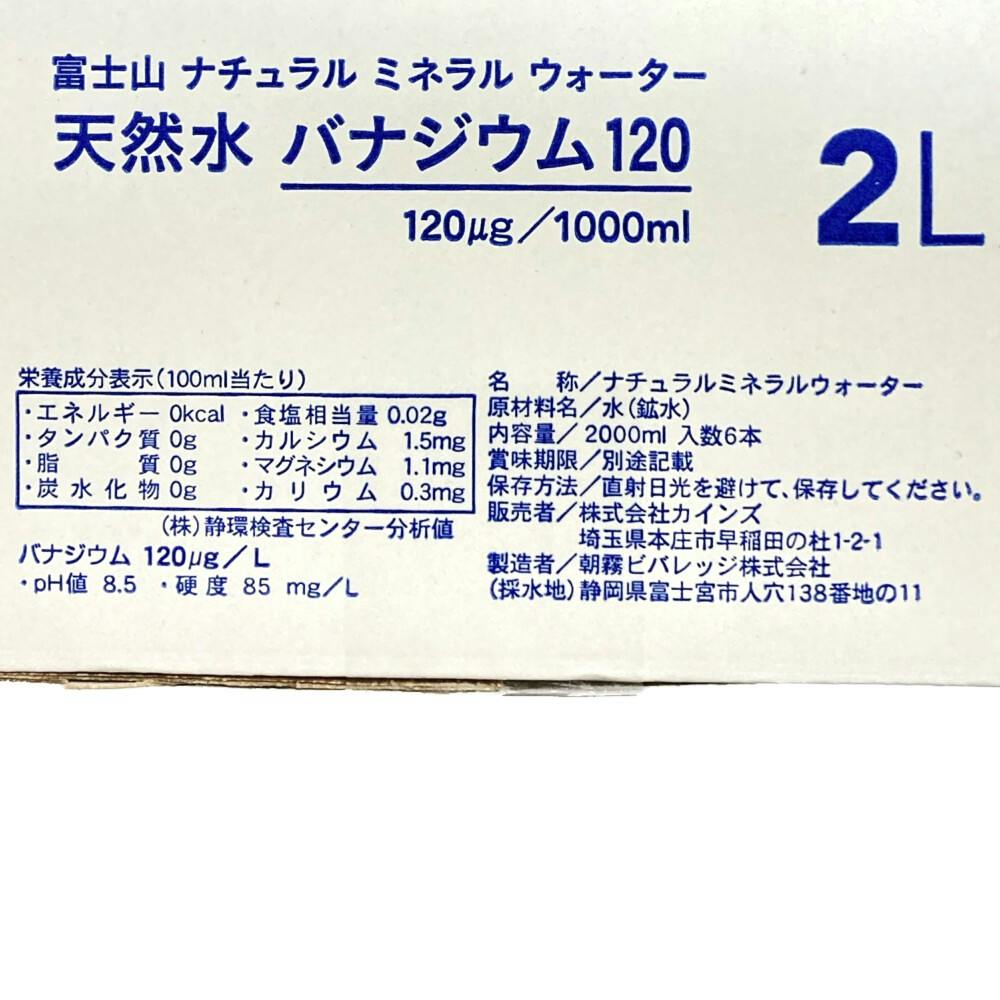 富士山 ナチュラル ミネラル ウォーター
天然水 バナジウム120
120μg／1000ml
2L
栄養成分表示（100ml当たり）
・エネルギー 0kcal ・食塩相当量 0.02g
・タンパク質 0g ・カルシウム 1.5mg
・脂 質 0g ・マグネシウム 1.1mg
・炭水化物 0g ・カリウム 0.3mg
（株）静環検査センター分析値
バナジウム 120μg／L
・pH値 8.5 ・硬度 85 mg／L
名 称／ナチュラルミネラルウォーター
原材料名／水（鉱水）
内容量／2000ml 入数6本
賞味期限／別途記載
保存方法／直射日光を避けて、保存してください。
販売者／株式会社カインズ
埼玉県本庄市早稲田の杜1-2-1
製造者／朝霧ビバレッジ株式会社
（採水地）静岡県富士宮市人穴138番地の11